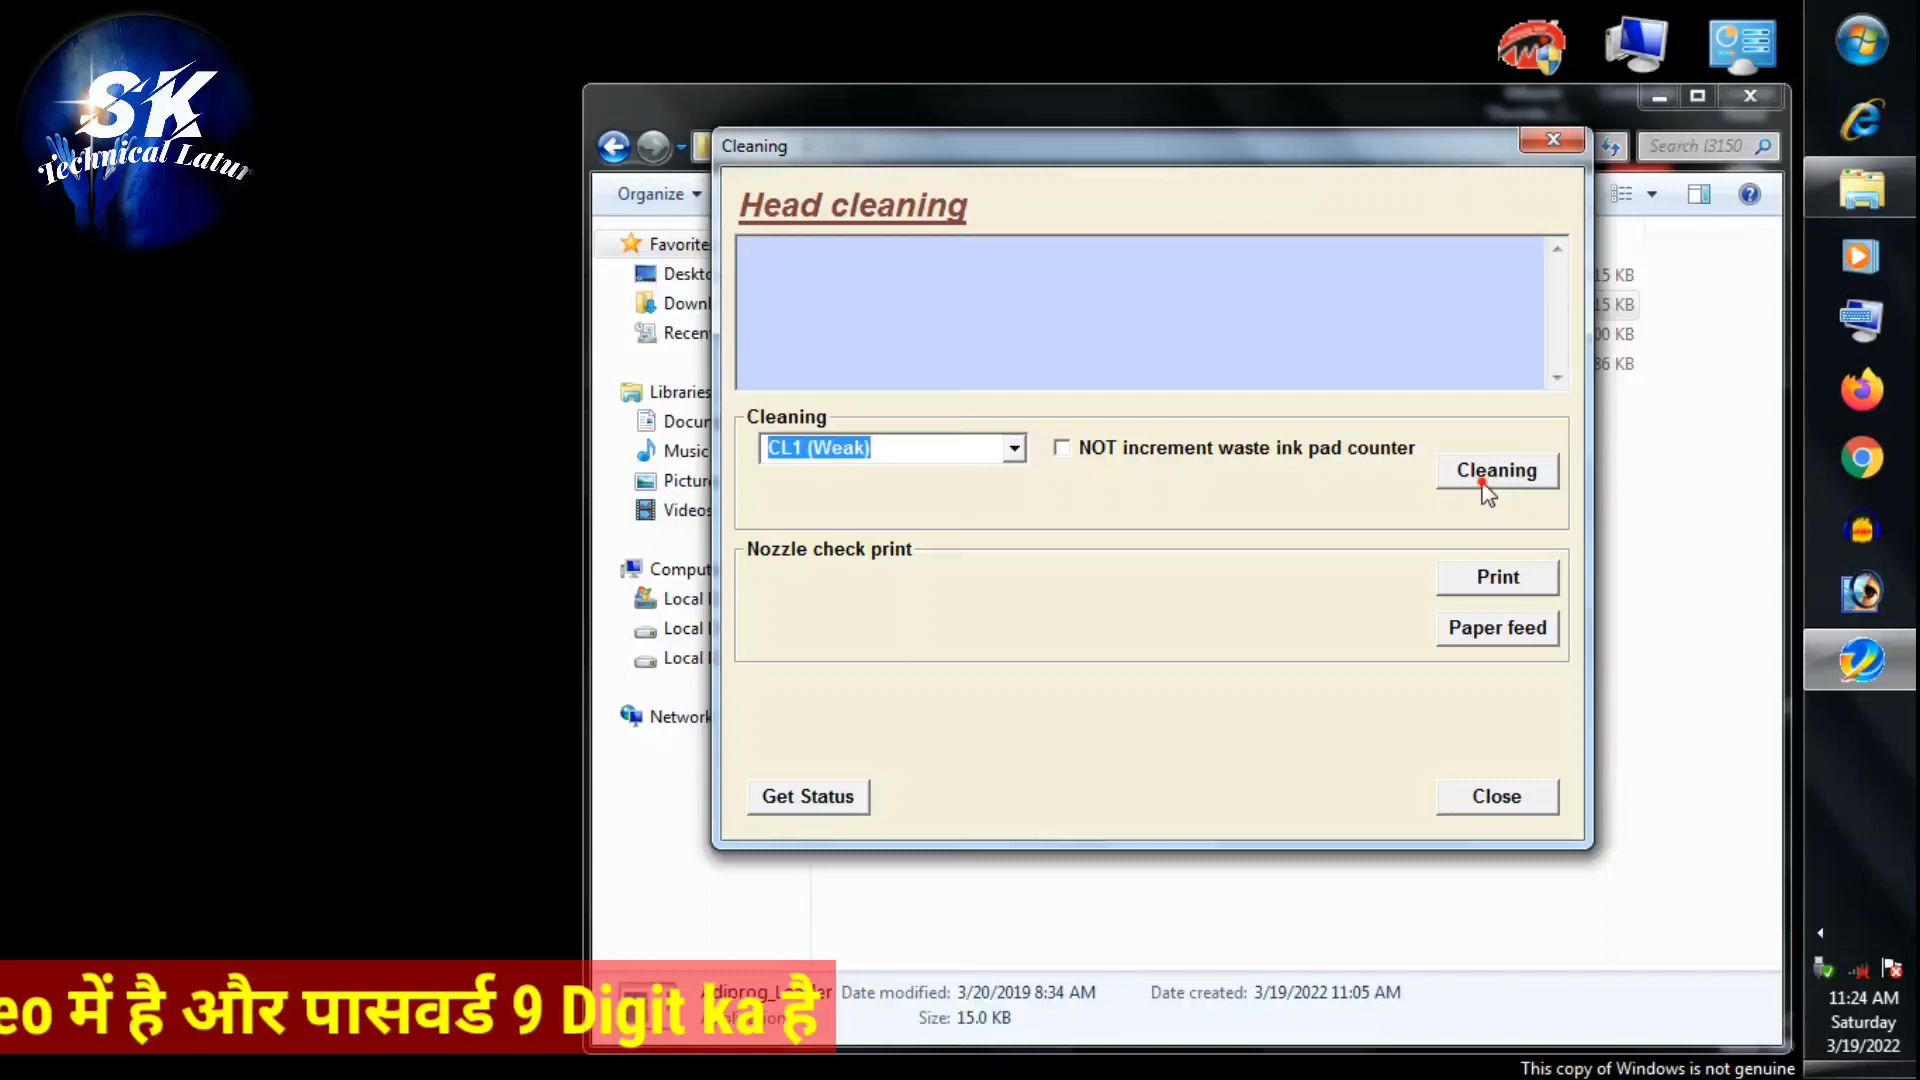 SK
Technical Latur
Search l3150
Cleaning
Organize
Head cleaning
Favorite
Deskto
Downl
Recen
15 KB
15 KB
00 KB
86 KB
Libraries
Docur
Music
Pictur
Videos
Cleaning
CL1 (Weak)
NOT increment waste ink pad counter
Cleaning
Nozzle check print
Print
Paper feed
Comput
Local
Local
Local
Network
Get Status
Close
eo में है और पासवर्ड 9 Digit ka है
Date modified: 3/20/2019 8:34 AM
Date created: 3/19/2022 11:05 AM
Size: 15.0 KB
11:24 AM
Saturday
3/19/2022
This copy of Windows is not genuine